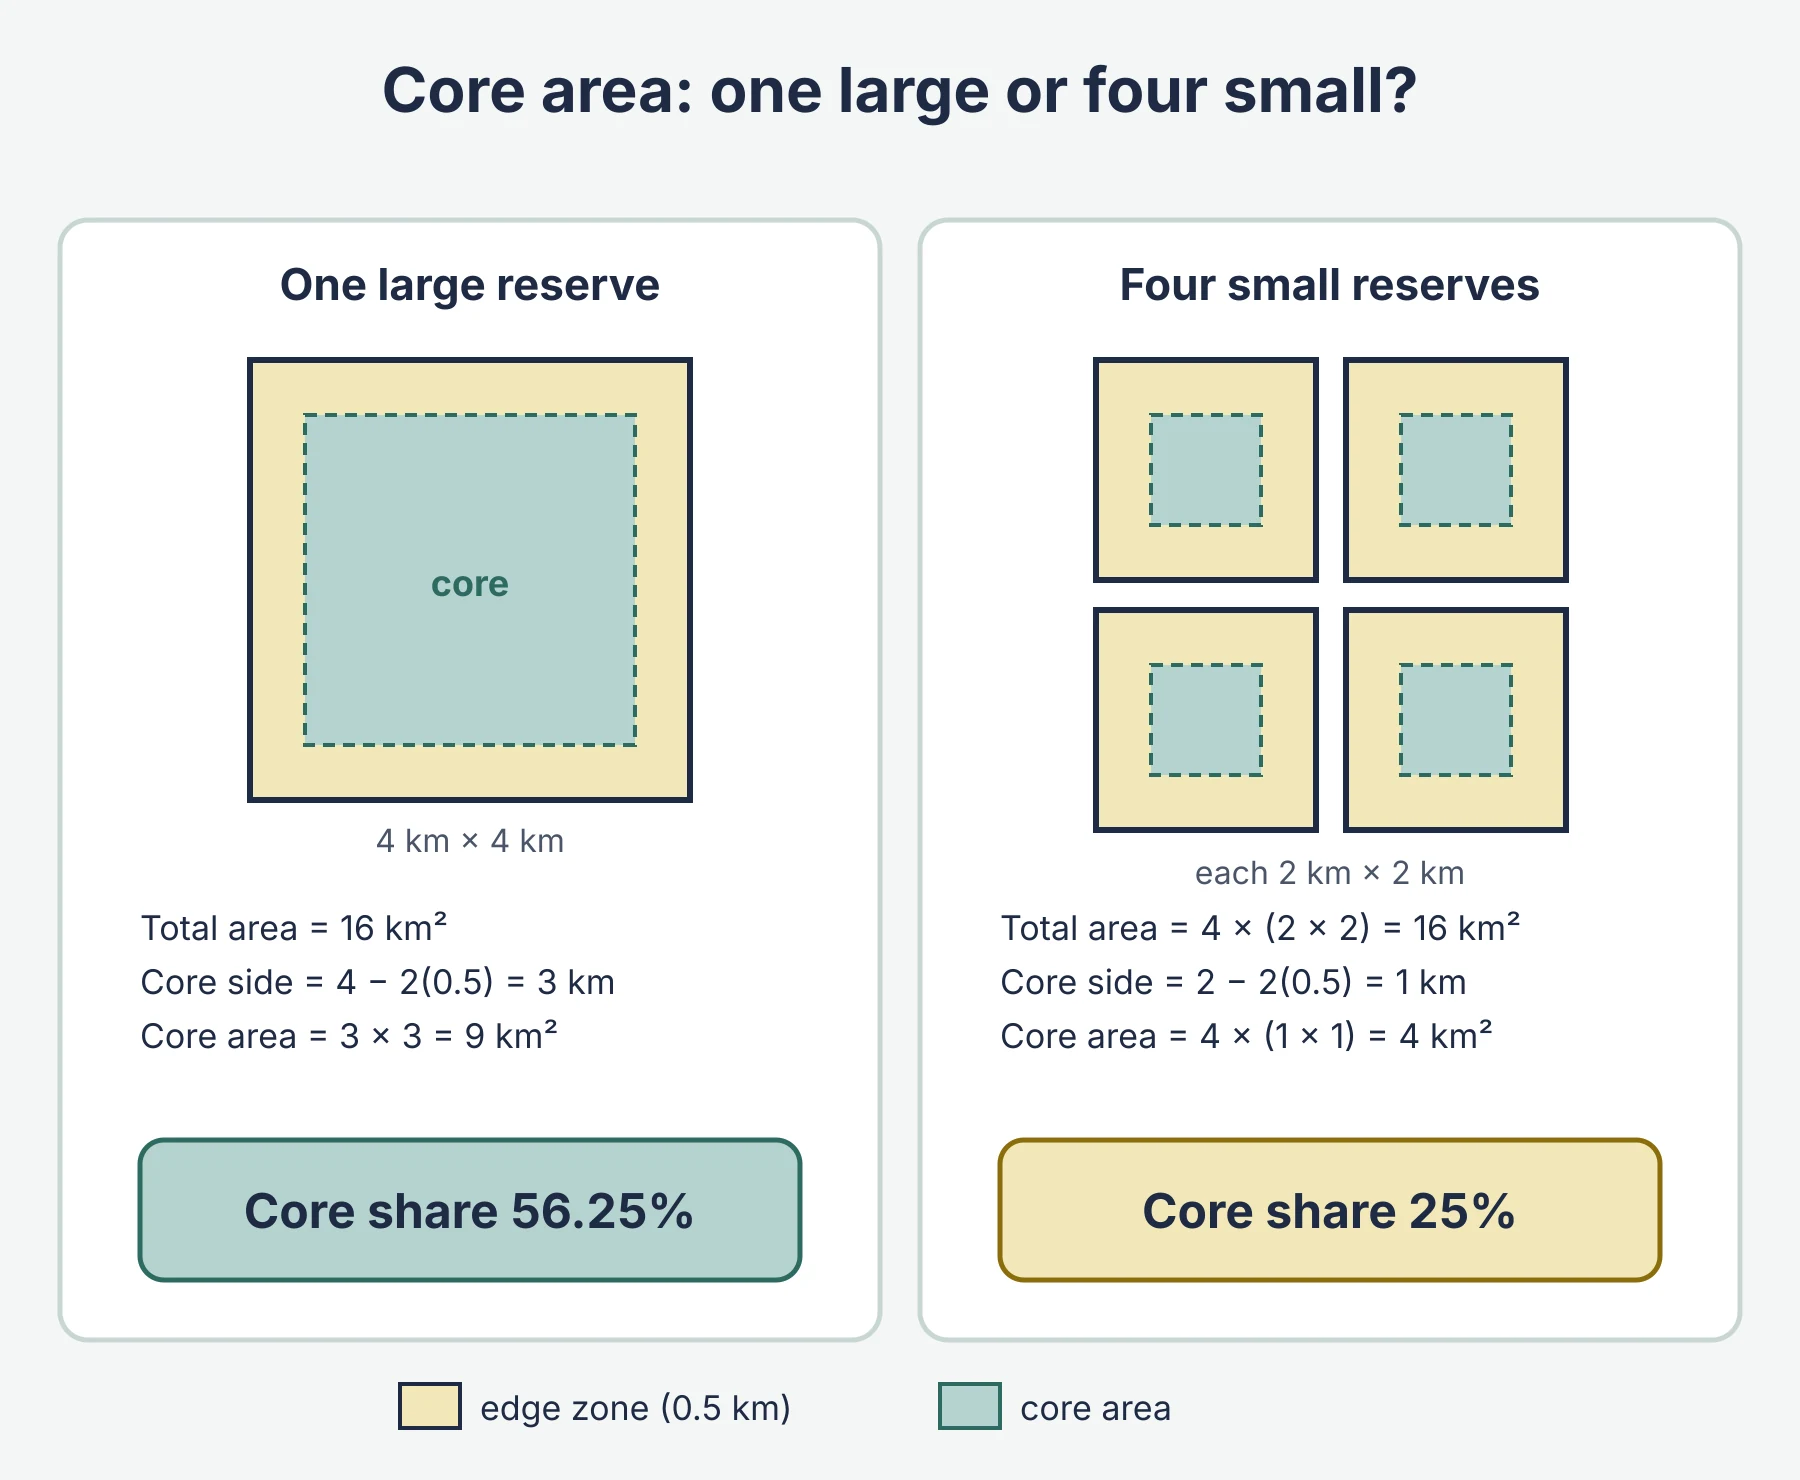 Core area: one large or four small?
One large reserve
core
4 km × 4 km
Total area = 16 km²
Core side = 4 − 2(0.5) = 3 km
Core area = 3 × 3 = 9 km²
Core share 56.25%
Four small reserves
each 2 km × 2 km
Total area = 4 × (2 × 2) = 16 km²
Core side = 2 − 2(0.5) = 1 km
Core area = 4 × (1 × 1) = 4 km²
Core share 25%
edge zone (0.5 km)
core area